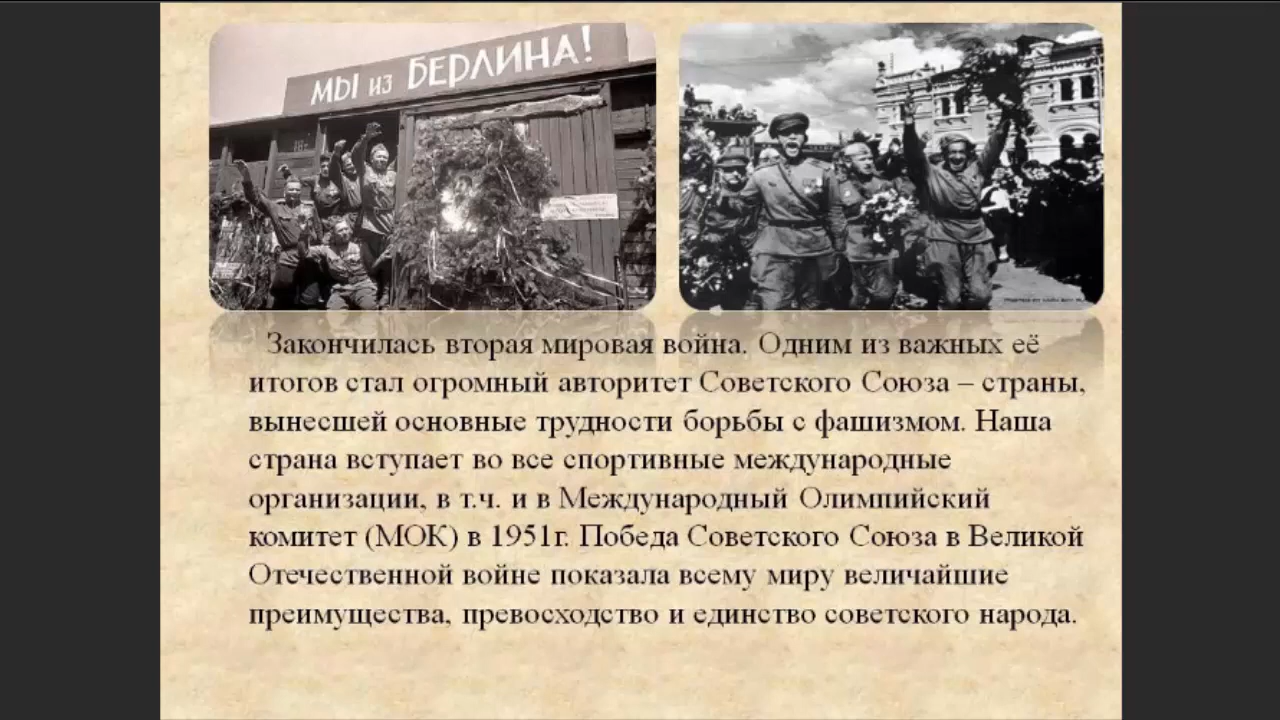 МЫ из БЕРЛИНА!
Закончилась вторая мировая война. Одним из важных её
итогов стал огромный авторитет Советского Союза – страны,
вынесшей основные трудности борьбы с фашизмом. Наша
страна вступает во все спортивные международные
организации, в т.ч. и в Международный Олимпийский
комитет (МОК) в 1951г. Победа Советского Союза в Великой
Отечественной войне показала всему миру величайшие
преимущества, превосходство и единство советского народа.